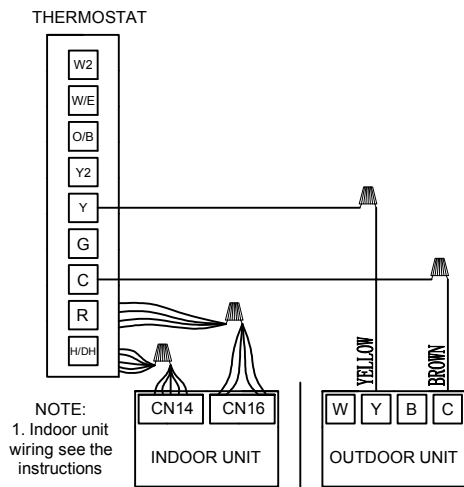 THERMOSTAT
W2
W/E
O/B
Y2
Y
G
C
R
H/DH
YELLOW
BROWN
NOTE:
1. Indoor unit
wiring see the
instructions
CN14 CN16
INDOOR UNIT
W Y B C
OUTDOOR UNIT